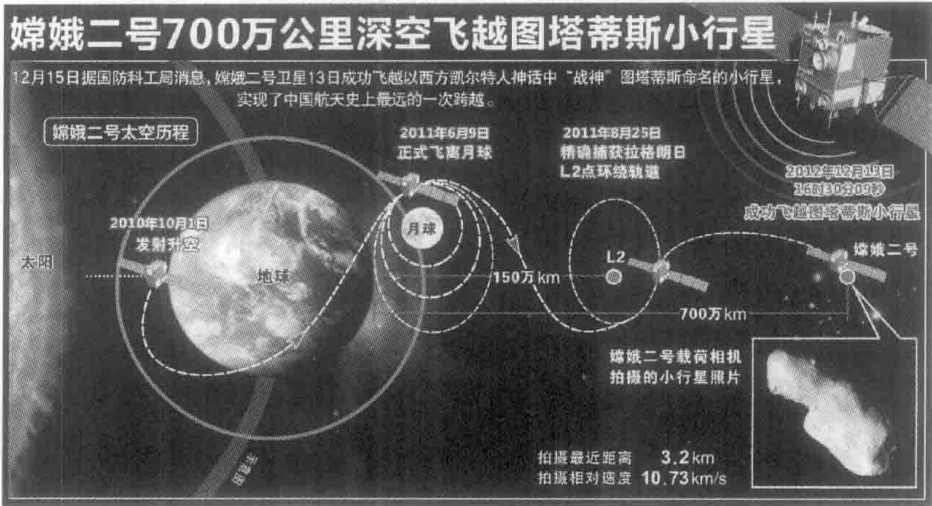 嫦娥二号700万公里深空飞越图塔蒂斯小行星
12月15日据国防科工局消息，嫦娥二号卫星13日成功飞越以西方凯尔特人神话中“战神”图塔蒂斯命名的小行星，
实现了中国航天史上最远的一次跨越。
嫦娥二号太空历程
2010年10月1日
发射升空
太阳
地球
2011年6月9日
正式飞离月球
月球
2011年8月25日
精确捕获拉格朗日
L2点环绕轨道
L2
150万km
700万km
2012年12月13日
16时30分09秒
成功飞越图塔蒂斯小行星
嫦娥二号
嫦娥二号载荷相机
拍摄的小行星照片
拍摄最近距离 3.2km
拍摄相对速度 10.73km/s
示意图